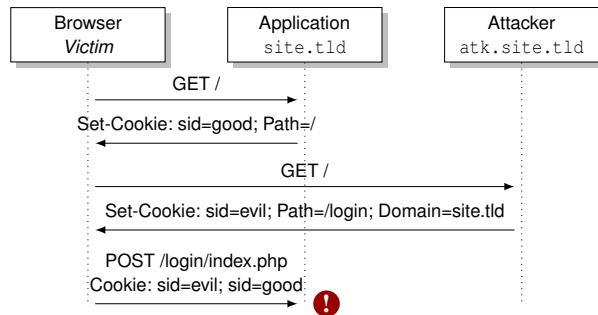 Browser
Victim
Application
site.tld
Attacker
atk.site.tld
GET /
Set-Cookie: sid=good; Path=/
GET /
Set-Cookie: sid=evil; Path=/login; Domain=site.tld
POST /login/index.php
Cookie: sid=evil; sid=good
!